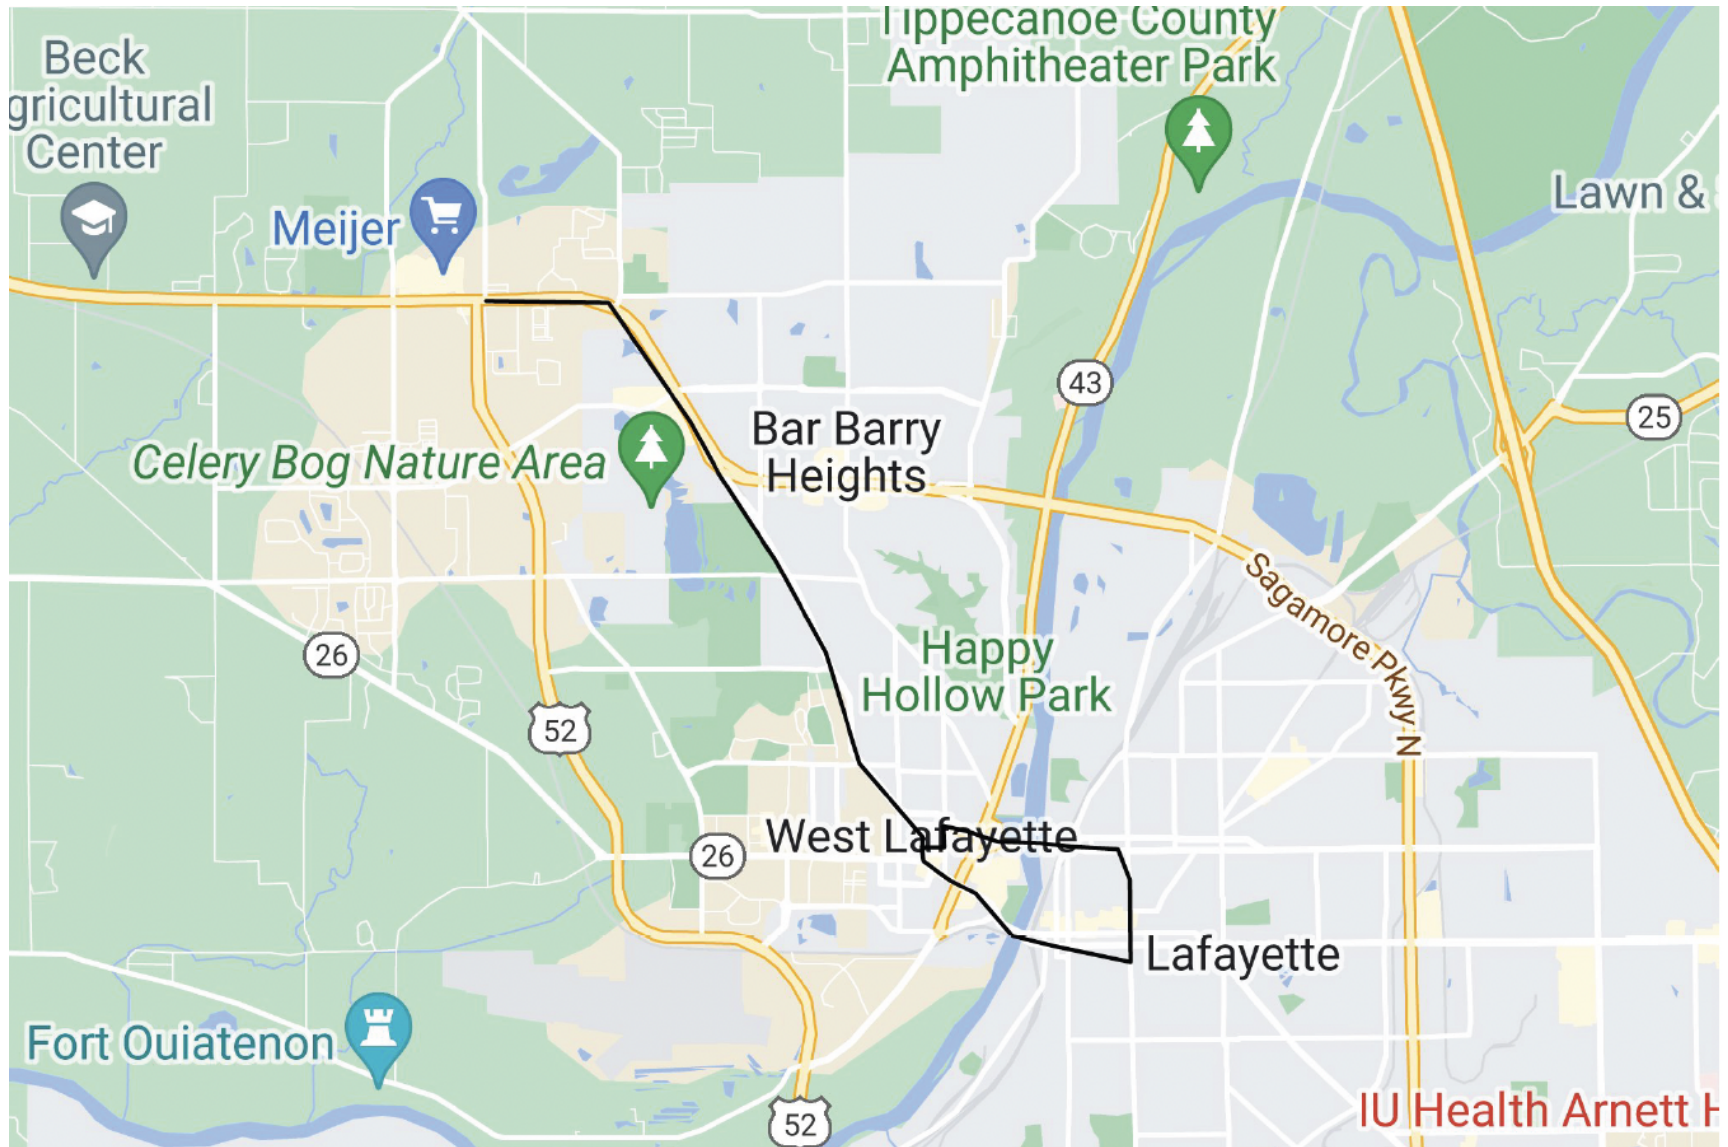 Tippecanoe County
Amphitheater Park
Beck
gricultural
Center
Lawn &
Meijer
43
25
Bar Barry
Heights
Celery Bog Nature Area
Sagamore Pkwy N
26
Happy
Hollow Park
52
West Lafayette
26
Lafayette
Fort Ouiatenon
52
IU Health Arnett H